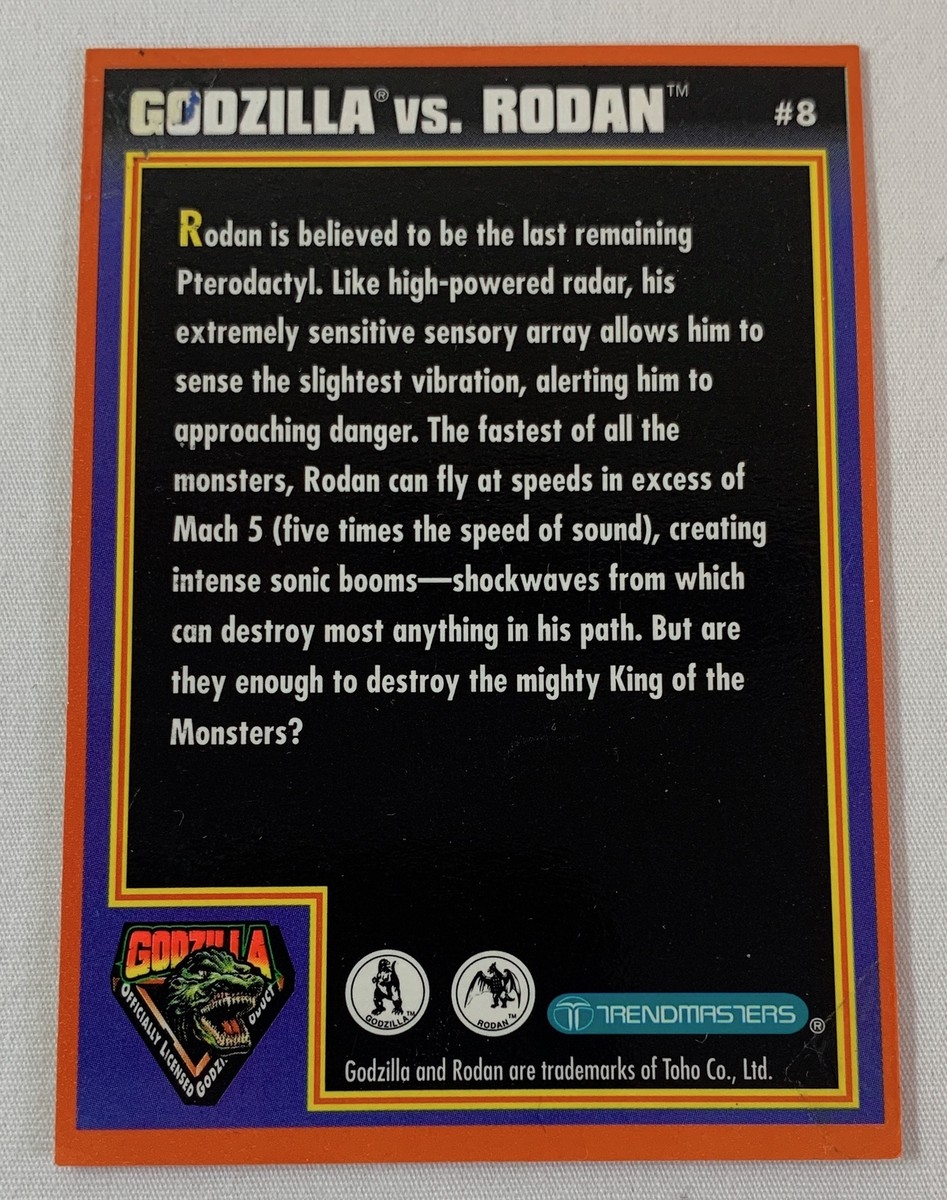 GODZILLA® VS. RODAN™ #8
Rodan is believed to be the last remaining
Pterodactyl. Like high-powered radar, his
extremely sensitive sensory array allows him to
sense the slightest vibration, alerting him to
approaching danger. The fastest of all the
monsters, Rodan can fly at speeds in excess of
Mach 5 (five times the speed of sound), creating
intense sonic booms—shockwaves from which
can destroy most anything in his path. But are
they enough to destroy the mighty King of the
Monsters?
GODZILLA
OFFICIALLY LICENSED GODZI. ODUCT
GODZILLA™
RODAN™
TRENDMASTERS®
Godzilla and Rodan are trademarks of Toho Co., Ltd.